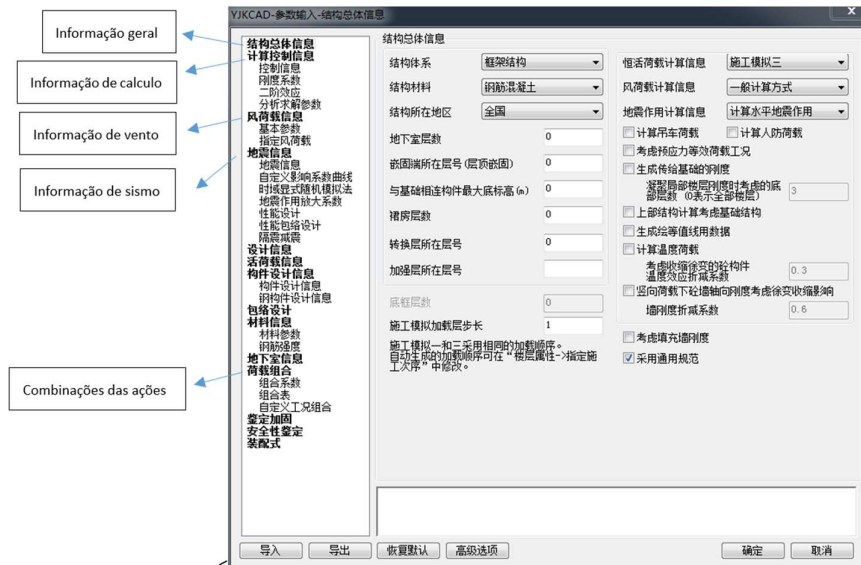 YJKCAD-参数输入-结构总体信息
x
Informação geral
Informação de calculo
Informação de vento
Informação de sismo
Combinações das ações
结构总体信息
计算控制信息
控制信息
刚度系数
二阶效应
分析求解参数
风荷载信息
基本参数
指定风荷载
地震信息
地震信息
自定义影响系数曲线
时域显式随机模拟法
地震作用放大系数
性能设计
性能包络设计
隔震减震
设计信息
活荷载信息
构件设计信息
构件设计信息
钢构件设计信息
包络设计
材料信息
材料参数
钢筋强度
地下室信息
荷载组合
组合系数
组合表
自定义工况组合
鉴定加固
安全性鉴定
装配式
结构总体信息
结构体系 框架结构
结构材料 钢筋混凝土
结构所在地区 全国
地下室层数 0
嵌固端所在层号(层顶嵌固) 0
与基础相连构件最大底标高(m) 0
裙房层数 0
转换层所在层号 0
加强层所在层号
底框层数 0
施工模拟加载层步长 1
施工模拟一和三采用相同的加载顺序。
自动生成的加载顺序可在“楼层属性->指定施
工次序”中修改。
恒活荷载计算信息 施工模拟三
风荷载计算信息 一般计算方式
地震作用计算信息 计算水平地震作用
计算吊车荷载 计算人防荷载
考虑预应力等效荷载工况
生成传给基础的刚度
凝聚局部楼层刚度时考虑的底
部层数（0表示全部楼层） 3
上部结构计算考虑基础结构
生成绘等值线用数据
计算温度荷载
考虑收缩徐变的砼构件
温度效应折减系数 0.3
竖向荷载下砼墙轴向刚度考虑徐变收缩影响
墙刚度折减系数 0.6
考虑填充墙刚度
采用通用规范
导入 导出 恢复默认 高级选项 确定 取消